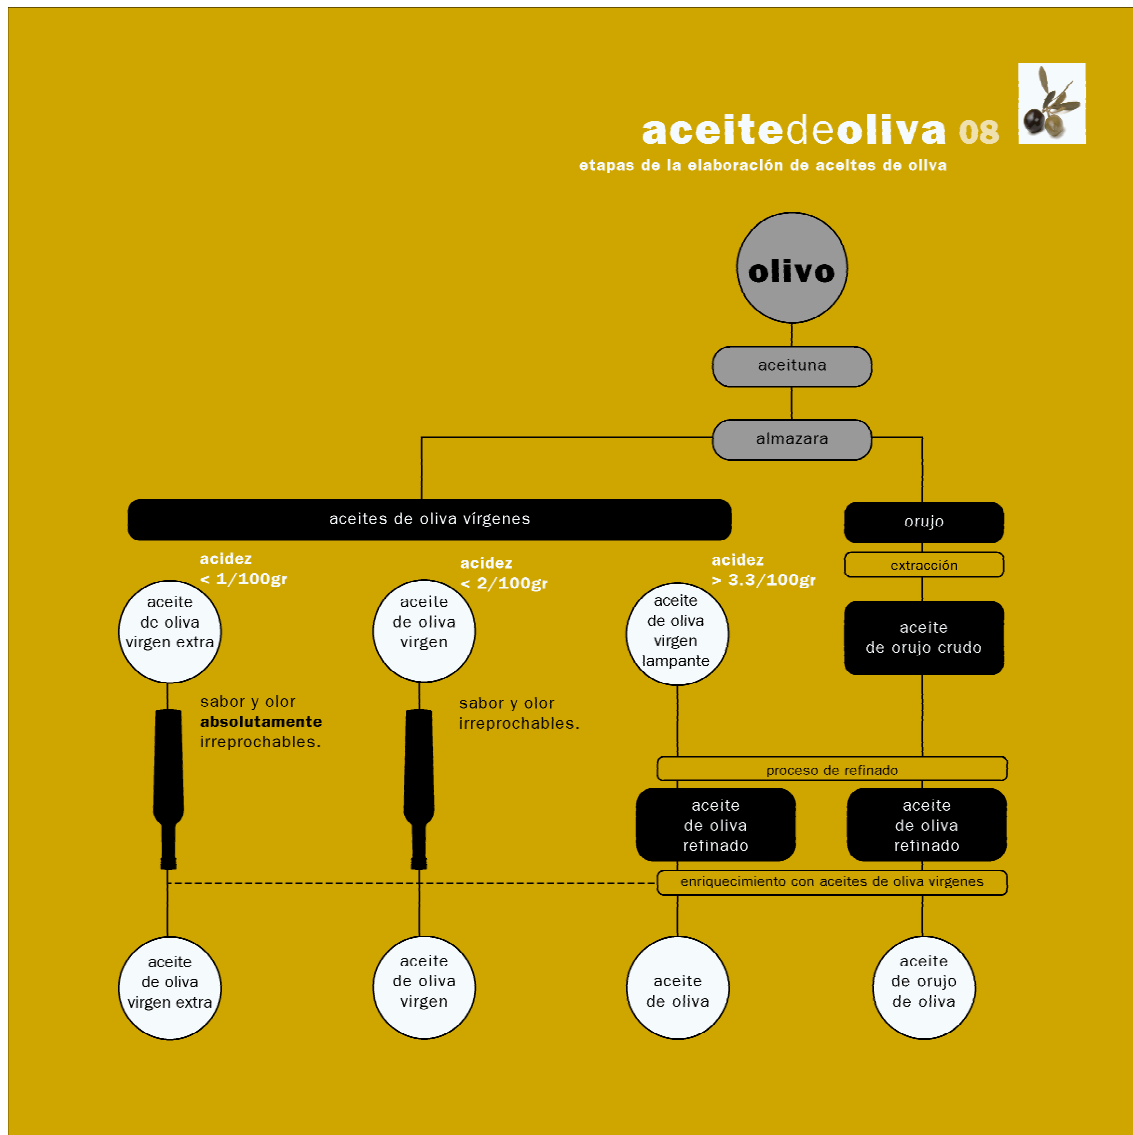 aceitedeoliva 08
etapas de la elaboración de aceites de oliva
olivo
aceituna
almazara
aceites de oliva vírgenes
orujo
extracción
aceite
de orujo crudo
acidez
< 1/100gr
aceite
de oliva
virgen extra
sabor y olor
absolutamente
irreprochables.
acidez
< 2/100gr
aceite
de oliva
virgen
sabor y olor
irreprochables.
acidez
> 3.3/100gr
aceite
de oliva
virgen
lampante
proceso de refinado
aceite
de oliva
refinado
aceite
de oliva
refinado
enriquecimiento con aceites de oliva virgenes
aceite
de oliva
virgen extra
aceite
de oliva
virgen
aceite
de oliva
aceite
de orujo
de oliva